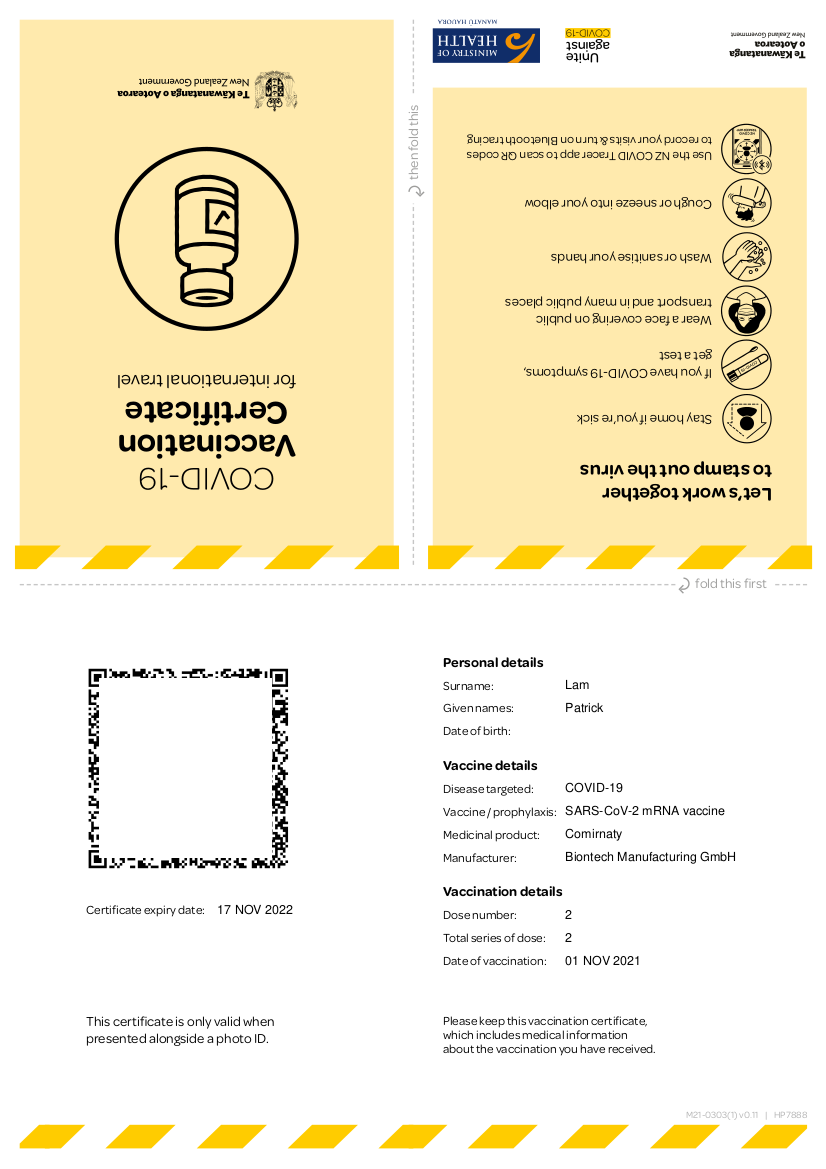 COVID-19
Vaccination
Certificate
for international travel
Te Kāwanatanga o Aotearoa
New Zealand Government
then fold this
Let's work together
to stamp out the virus
Stay home if you're sick
If you have COVID-19 symptoms,
get a test
Wear a face covering on public
transport and in many public places
Wash or sanitise your hands
Cough or sneeze into your elbow
Use the NZ COVID Tracer app to scan QR codes
to record your visits & turn on Bluetooth tracing
Te Kāwanatanga
o Aotearoa
New Zealand Government
Unite
against
COVID-19
MINISTRY OF
HEALTH
MANATŪ HAUORA
fold this first
Certificate expiry date: 17 NOV 2022
This certificate is only valid when
presented alongside a photo ID.
Personal details
Surname: Lam
Given names: Patrick
Date of birth:
Vaccine details
Disease targeted: COVID-19
Vaccine / prophylaxis: SARS-CoV-2 mRNA vaccine
Medicinal product: Comirnaty
Manufacturer: Biontech Manufacturing GmbH
Vaccination details
Dose number: 2
Total series of dose: 2
Date of vaccination: 01 NOV 2021
Please keep this vaccination certificate,
which includes medical information
about the vaccination you have received.
M21-0303(1) v0.11 | HP7888